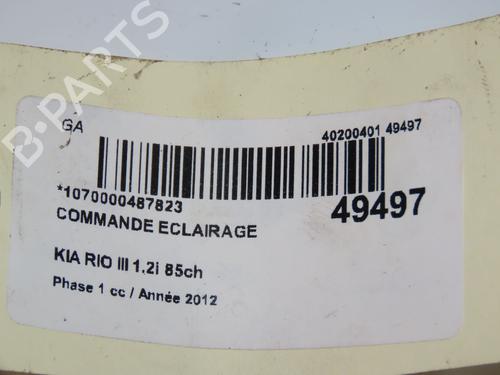 B-PARTS
GA
40200401 49497
*1070000487823
49497
COMMANDE ECLAIRAGE
KIA RIO III 1.2i 85ch
Phase 1 cc / Année 2012